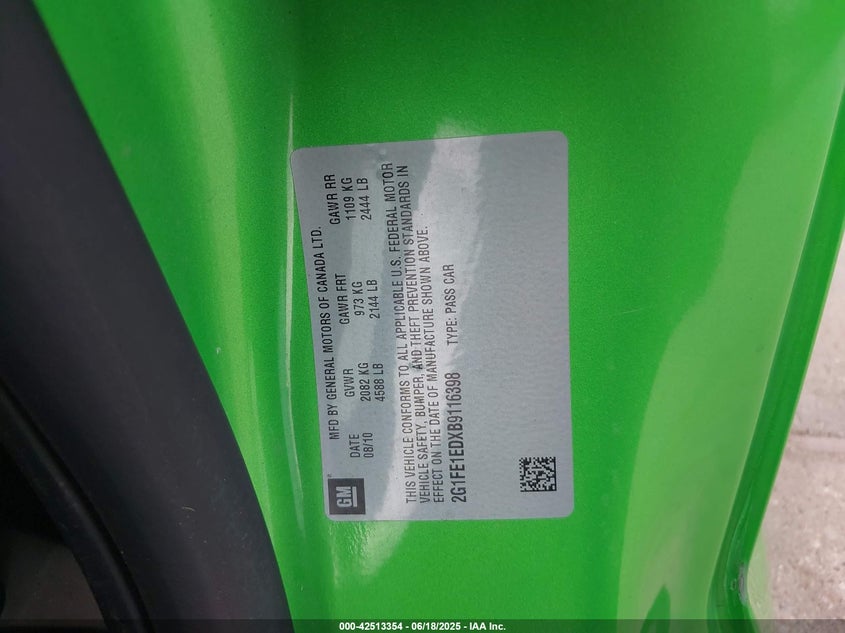 MFD BY GENERAL MOTORS OF CANADA LTD.
DATE GVWR GAWR FRT GAWR RR
08/10 2082 KG 973 KG 1109 KG
4588 LB 2144 LB 2444 LB
THIS VEHICLE CONFORMS TO ALL APPLICABLE U.S. FEDERAL MOTOR
VEHICLE SAFETY, BUMPER, AND THEFT PREVENTION STANDARDS IN
EFFECT ON THE DATE OF MANUFACTURE SHOWN ABOVE.
2G1FE1EDXB9116398 TYPE: PASS CAR
GM
000-42513354 - 06/18/2025 - IAA Inc.